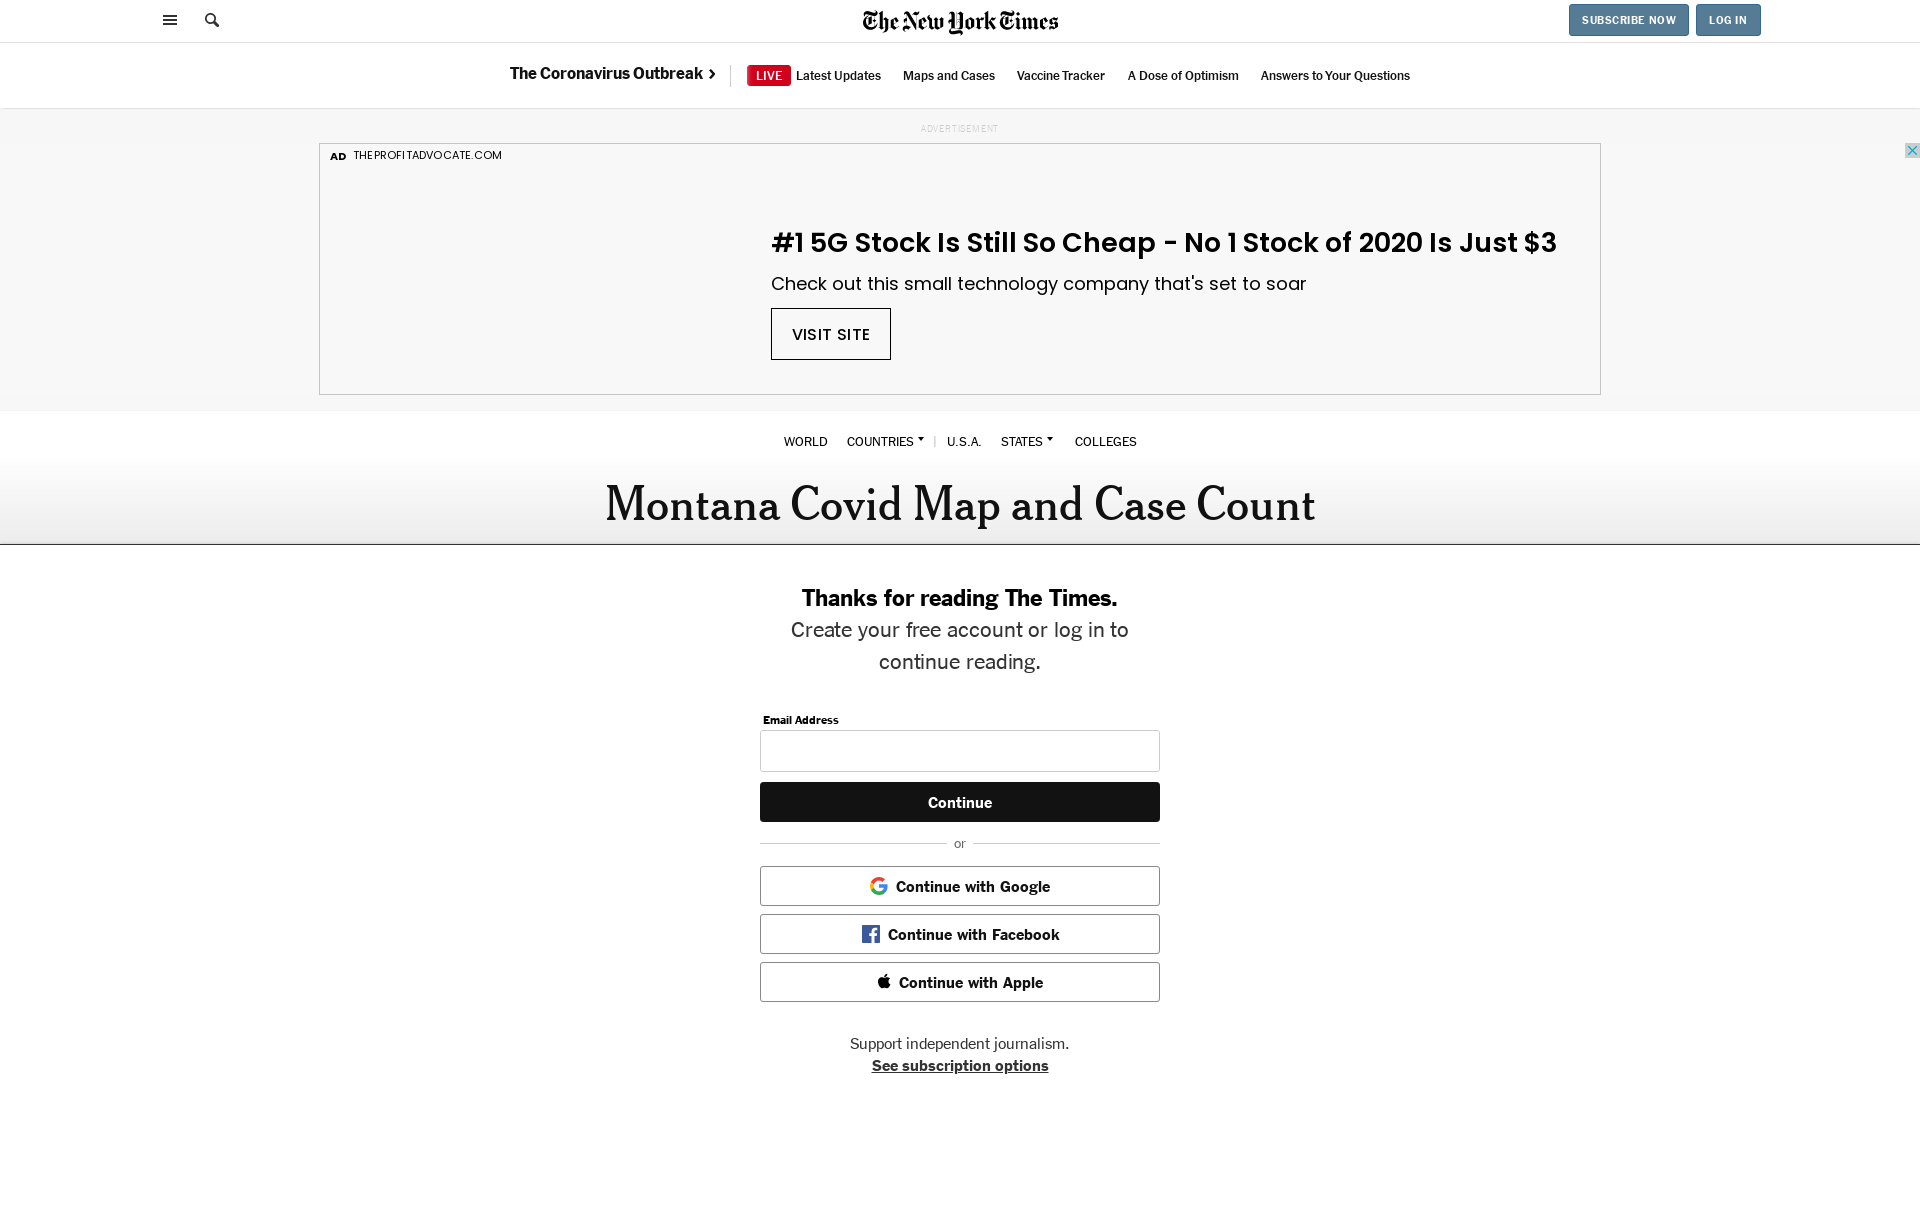 The New York Times
SUBSCRIBE NOW
LOG IN
The Coronavirus Outbreak
LIVE Latest Updates
Maps and Cases
Vaccine Tracker
A Dose of Optimism
Answers to Your Questions
ADVERTISEMENT
AD THEPROFITADVOCATE.COM
#1 5G Stock Is Still So Cheap - No 1 Stock of 2020 Is Just $3
Check out this small technology company that's set to soar
VISIT SITE
WORLD COUNTRIES | U.S.A. STATES COLLEGES
Montana Covid Map and Case Count
Thanks for reading The Times.
Create your free account or log in to
continue reading.
Email Address
Continue
or
Continue with Google
Continue with Facebook
Continue with Apple
Support independent journalism.
See subscription options